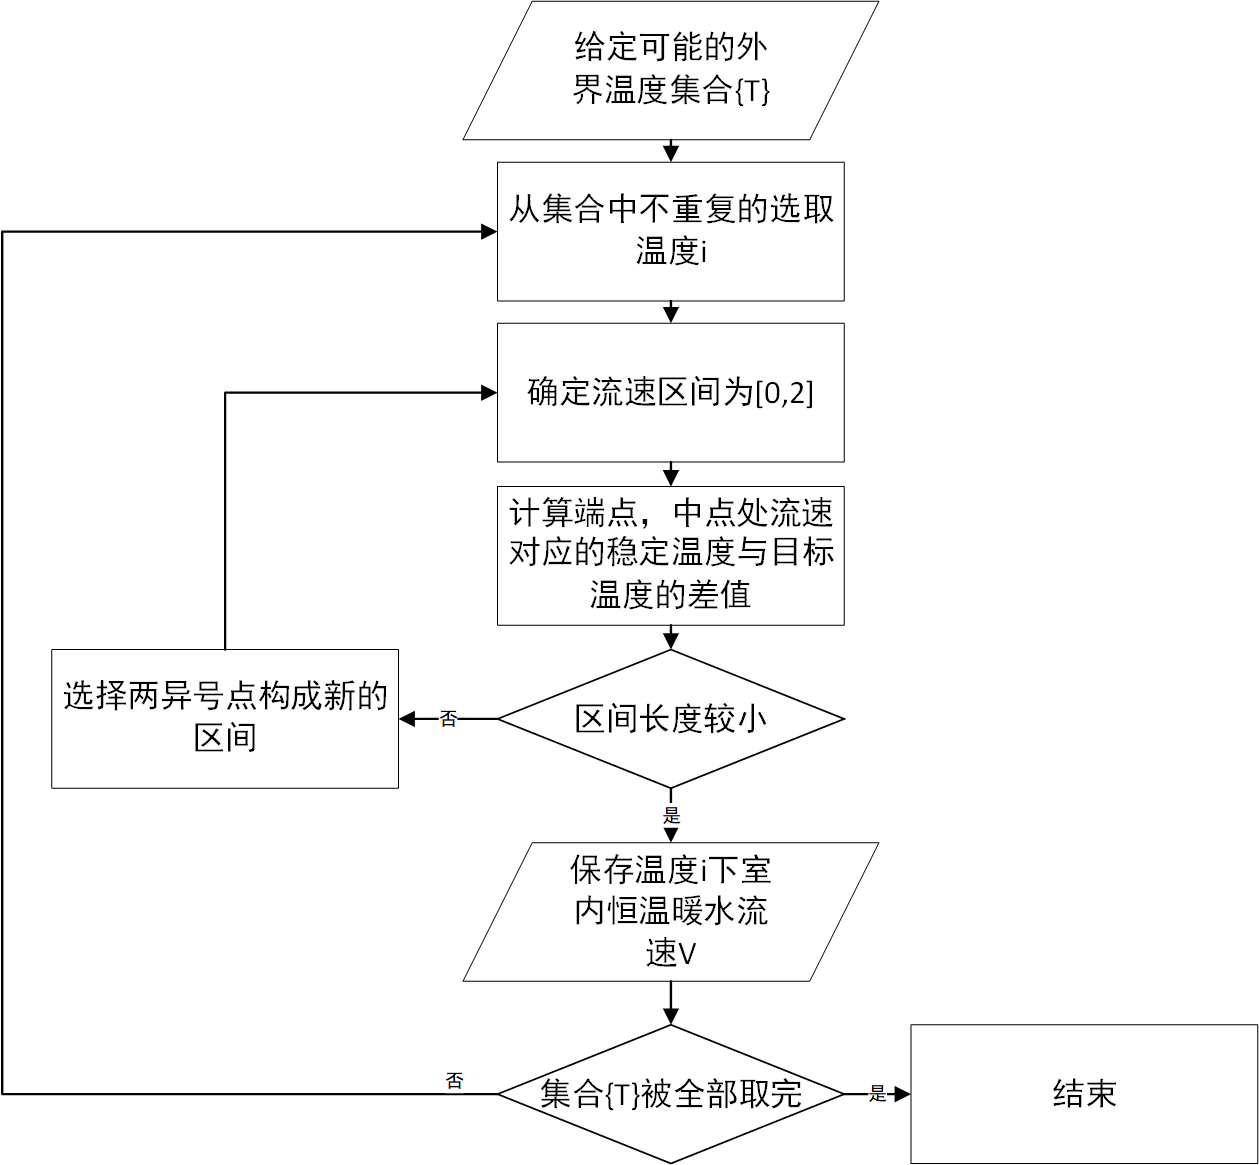 给定可能的外
界温度集合{T}
从集合中不重复的选取
温度i
确定流速区间为[0,2]
计算端点，中点处流速
对应的稳定温度与目标
温度的差值
选择两异号点构成新的
区间
否
区间长度较小
是
保存温度i下室
内恒温暖水流
速V
否
集合{T}被全部取完
是
结束